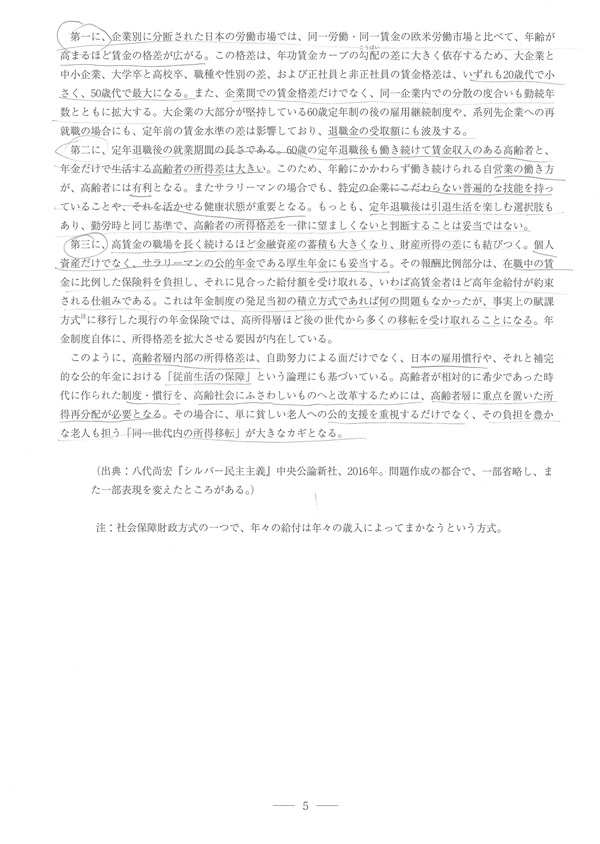 第一に、企業別に分断された日本の労働市場では、同一労働・同一賃金の欧米労働市場と比べて、年齢が
高まるほど賃金の格差が広がる。この格差は、年功賃金カーブの勾配の差に大きく依存するため、大企業と
中小企業、大学卒と高校卒、職種や性別の差、および正社員と非正社員の賃金格差は、いずれも20歳代で小
さく、50歳代で最大になる。また、企業間での賃金格差だけでなく、同一企業内での分散の度合いも勤続年
数とともに拡大する。大企業の大部分が堅持している60歳定年制の後の雇用継続制度や、系列先企業への再
就職の場合にも、定年前の賃金水準の差は影響しており、退職金の受取額にも波及する。
第二に、定年退職後の就業期間の長さである。60歳の定年退職後も働き続けて賃金収入のある高齢者と、
年金だけで生活する高齢者の所得差は大きい。このため、年齢にかかわらず働き続けられる自営業の働き方
が、高齢者には有利となる。またサラリーマンの場合でも、特定の企業にこだわらない普遍的な技能を持っ
ていることや、それを活かせる健康状態が重要となる。もっとも、定年退職後は引退生活を楽しむ選択肢も
あり、勤労時と同じ基準で、高齢者の所得格差を一律に望ましくないと判断することは妥当ではない。
第三に、高賃金の職場を長く続けるほど金融資産の蓄積も大きくなり、財産所得の差にも結びつく。個人
資産だけでなく、サラリーマンの公的年金である厚生年金にも妥当する。その報酬比例部分は、在職中の賃
金に比例した保険料を負担し、それに見合った給付額を受け取れる、いわば高賃金者ほど高年金給付が約束
される仕組みである。これは年金制度の発足当初の積立方式であれば何の問題もなかったが、事実上の賦課
方式注に移行した現行の年金保険では、高所得層ほど後の世代から多くの移転を受け取れることになる。年
金制度自体に、所得格差を拡大させる要因が内在している。
このように、高齢者層内部の所得格差は、自助努力による面だけでなく、日本の雇用慣行や、それと補完
的な公的年金における「従前生活の保障」という論理にも基づいている。高齢者が相対的に希少であった時
代に作られた制度・慣行を、高齢社会にふさわしいものへと改革するためには、高齢者層に重点を置いた所
得再分配が必要となる。その場合に、単に貧しい老人への公的支援を重視するだけでなく、その負担を豊か
な老人も担う「同一世代内の所得移転」が大きなカギとなる。
（出典：八代尚宏『シルバー民主主義』中央公論新社、2016年。問題作成の都合で、一部省略し、ま
た一部表現を変えたところがある。）
注：社会保障財政方式の一つで、年々の給付は年々の歳入によってまかなうという方式。
― 5 ―